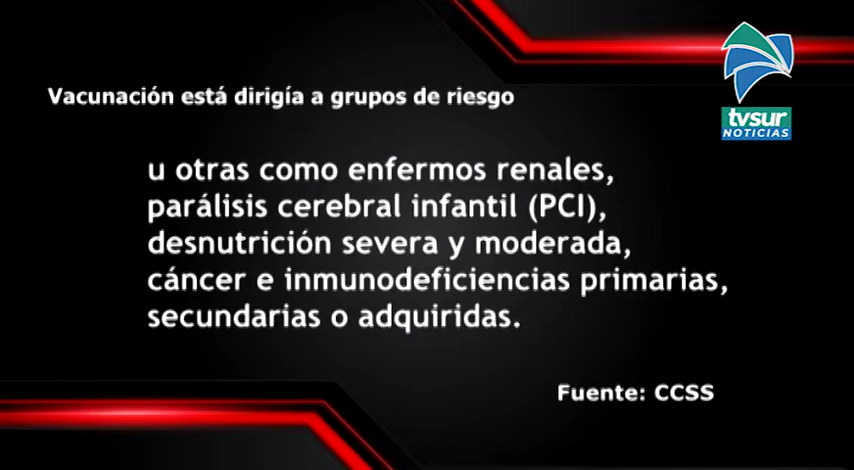 Vacunación está dirigía a grupos de riesgo
tvsur
NOTICIAS
u otras como enfermos renales,
parálisis cerebral infantil (PCI),
desnutrición severa y moderada,
cáncer e inmunodeficiencias primarias,
secundarias o adquiridas.
Fuente: CCSS